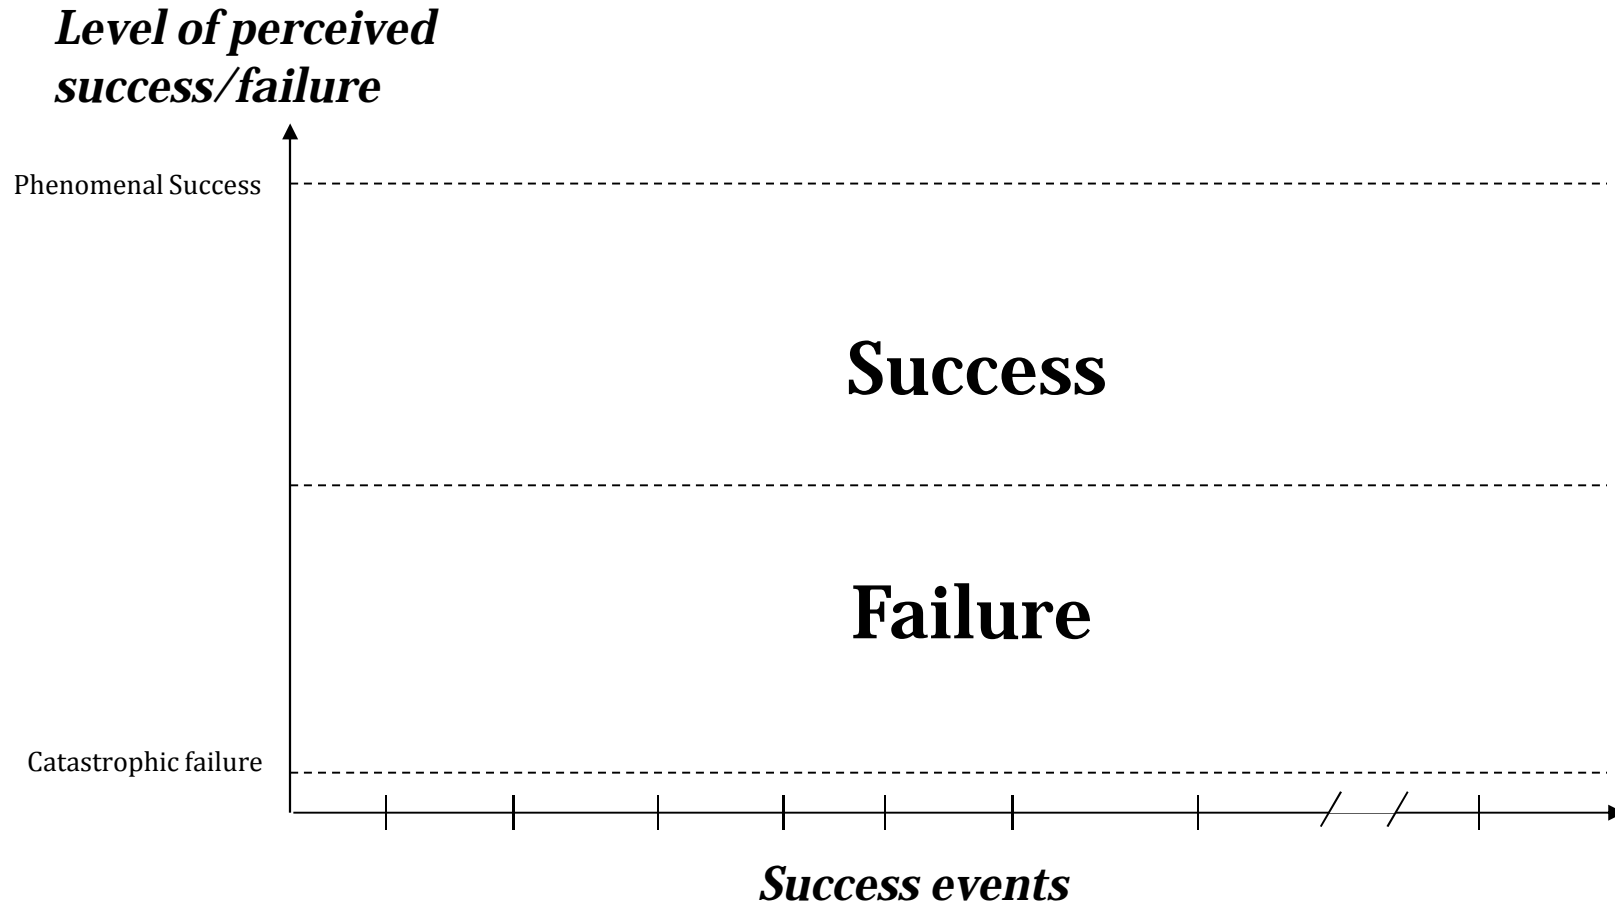 Level of perceived
success/failure
Phenomenal Success
Success
Failure
Catastrophic failure
Success events